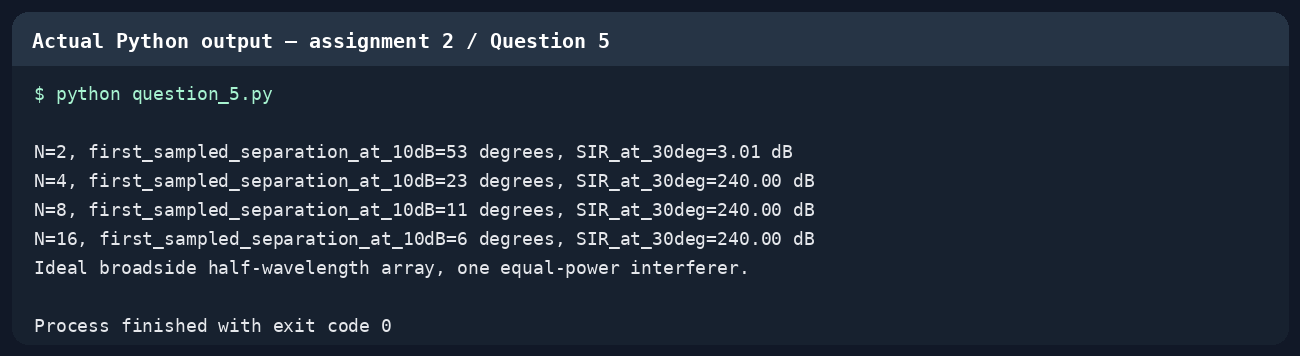 Actual Python output — assignment 2 / Question 5
$ python question_5.py
N=2, first_sampled_separation_at_10dB=53 degrees, SIR_at_30deg=3.01 dB
N=4, first_sampled_separation_at_10dB=23 degrees, SIR_at_30deg=240.00 dB
N=8, first_sampled_separation_at_10dB=11 degrees, SIR_at_30deg=240.00 dB
N=16, first_sampled_separation_at_10dB=6 degrees, SIR_at_30deg=240.00 dB
Ideal broadside half-wavelength array, one equal-power interferer.
Process finished with exit code 0